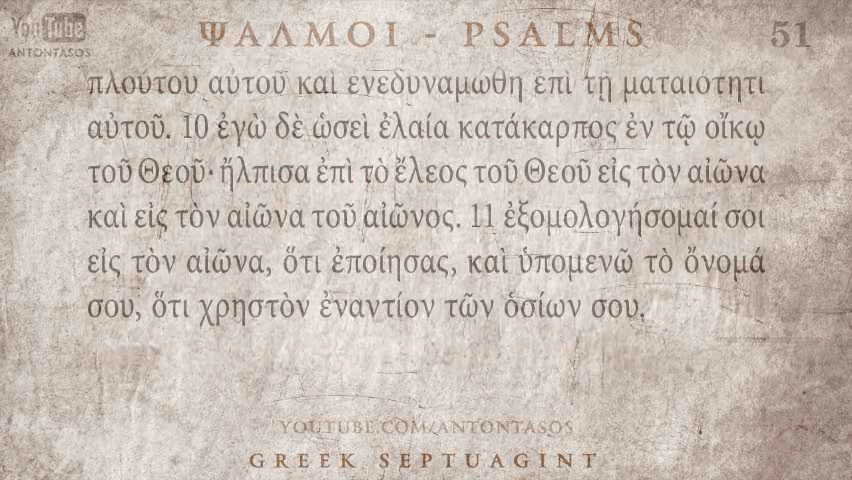 YouTube
ANTONTASOS
ΨΑΛΜΟΙ - PSALMS
51
πλούτου αὐτοῦ καὶ ἐνεδυναμώθη ἐπὶ τῇ ματαιότητι
αὐτοῦ. 10 ἐγὼ δὲ ὡσεὶ ἐλαία κατάκαρπος ἐν τῷ οἴκῳ
τοῦ Θεοῦ· ἤλπισα ἐπὶ τὸ ἔλεος τοῦ Θεοῦ εἰς τὸν αἰῶνα
καὶ εἰς τὸν αἰῶνα τοῦ αἰῶνος. 11 ἐξομολογήσομαί σοι
εἰς τὸν αἰῶνα, ὅτι ἐποίησας, καὶ ὑπομενῶ τὸ ὄνομά
σου, ὅτι χρηστὸν ἐναντίον τῶν ὁσίων σου.
YOUTUBE.COM/ANTONTASOS
GREEK SEPTUAGINT